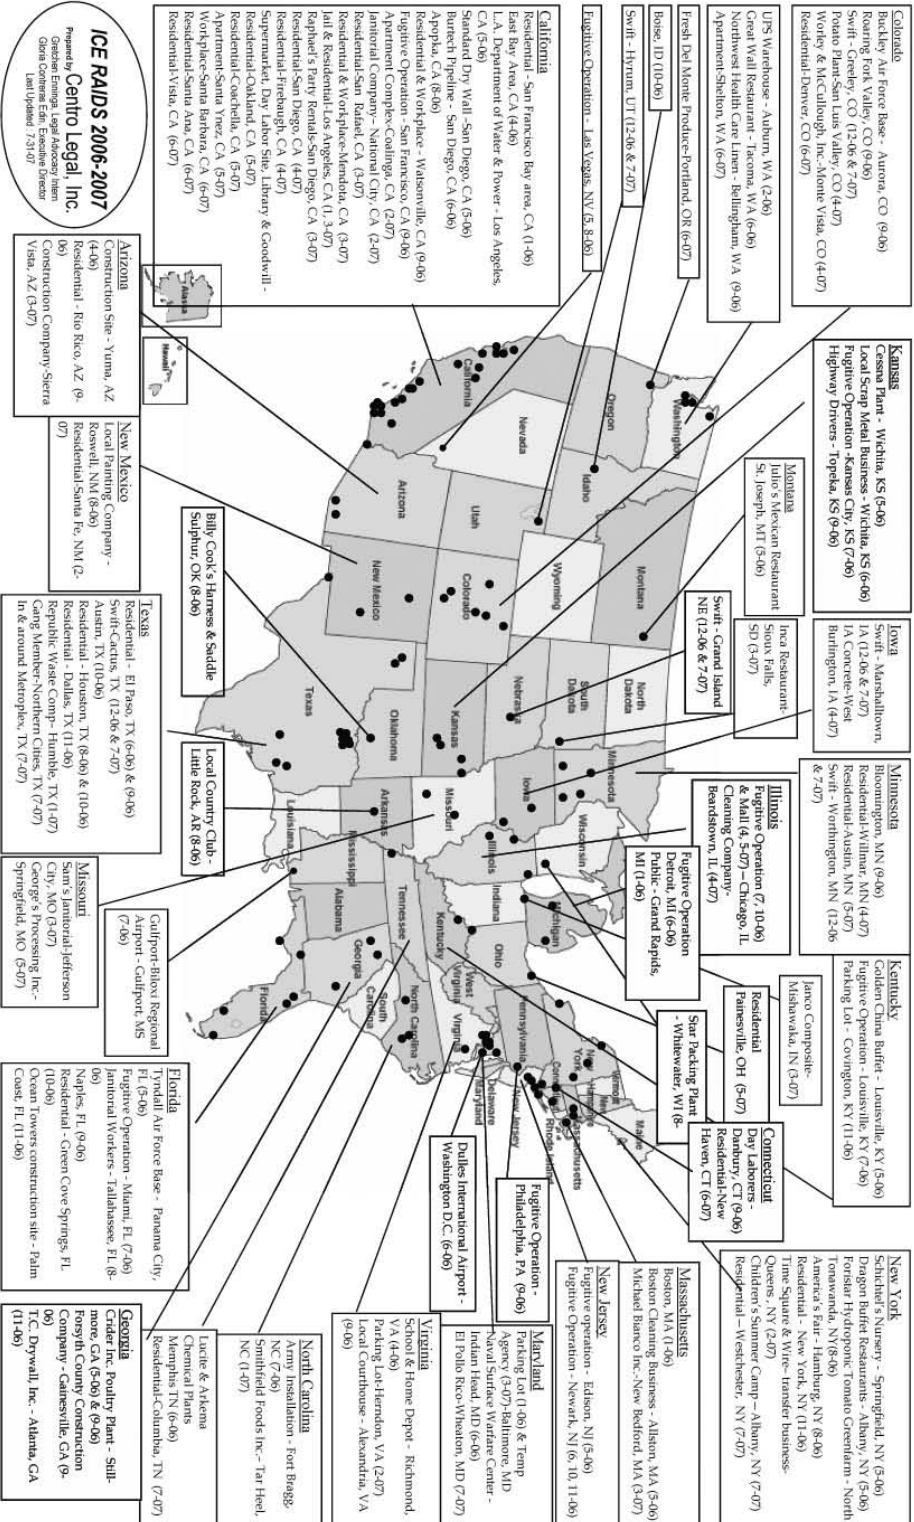 ICE RAIDS 2006-2007
Prepared by Centro Legal, Inc.
Gretchen Enninga, Legal Advocacy Intern
Gloria Contreras Edin, Executive Director
Last Updated: 7/31-07
Colorado
Buckley Air Force Base - Aurora, CO (9-06)
Roaring Fork Valley, CO (9-06)
Swift - Greeley, CO (12-06 & 7-07)
Potato Plant-San Luis Valley, CO (4-07)
Worley & McCullough, Inc.-Monte Vista, CO (4-07)
Residential-Denver, CO (6-07)
UPS Warehouse - Auburn, WA (2-06)
Great Wall Restaurant - Tacoma, WA (6-06)
Northwest Health Care Linen - Bellingham, WA (9-06)
Apartment-Shelton, WA (6-07)
Fresh Del Monte Produce-Portland, OR (6-07)
Boise, ID (10-06)
Swift - Hyrum, UT (12-06 & 7-07)
Fugitive Operation - Las Vegas, NV (5, 8-06)
California
Residential - San Francisco Bay area, CA (1-06)
East Bay Area, CA (4-06)
L.A. Department of Water & Power - Los Angeles,
CA (5-06)
Standard Dry Wall -San Diego, CA (5-06)
Burtech Pipeline - San Diego, CA (6-06)
Apopka, CA (8-06)
Residential & Workplace - Watsonville, CA (9-06)
Fugitive Operation - San Francisco, CA (9-06)
Apartment Complex-Coalinga, CA (2-07)
Janitorial Company - National City, CA (2-07)
Residential-San Rafael, CA (3-07)
Residential & Workplace-Mendota, CA (3-07)
Jail & Residential-Los Angeles, CA (1, 3-07)
Raphael's Party Rentals-San Diego, CA (3-07)
Residential-San Diego, CA (4-07)
Residential-Firebaugh, CA (4-07)
Supermarket, Day Labor Site, Library & Goodwill -
Residential-Oakland, CA (5-07)
Residential-Coachella, CA (5-07)
Apartment-Santa Ynez, CA (5-07)
Workplace-Santa Barbara, CA (6-07)
Residential-Santa Ana, CA (6-07)
Residential-Vista, CA (6-07)
Kansas
Cessna Plant - Wichita, KS (5-06)
Local Scrap Metal Business - Wichita, KS (6-06)
Fugitive Operation -Kansas City, KS (7-06)
Highway Drivers - Topeka, KS (9-06)
Montana
Julio's Mexican Restaurant
St. Joseph, MT (5-06)
Arizona
Construction Site - Yuma, AZ
(4-06)
Residential - Rio Rico, AZ (9-
06)
Construction Company-Sierra
Vista, AZ (3-07)
New Mexico
Local Painting Company -
Roswell, NM (8-06)
Residential-Santa Fe, NM (2-
07)
Billy Cook's Harness & Saddle
Sulphur, OK (8-06)
Swift - Grand Island
NE (12-06 & 7-07)
Inca Restaurant-
Sioux Falls,
SD (3-07)
Iowa
Swift - Marshalltown,
IA (12-06 & 7-07)
IA Concrete-West
Burlington, IA (4-07)
Texas
Residential - El Paso, TX (6-06) & (9-06)
Swift-Cactus, TX (12-06 & 7-07)
Austin, TX (10-06)
Residential - Houston, TX (8-06) & (10-06)
Residential - Dallas, TX (11-06)
Republic Waste Comp- Humble, TX (1-07)
Gang Member-Northern Cities, TX (7-07)
In & around Metroplex, TX (7-07)
Minnesota
Bloomington, MN (9-06)
Residential-Willmar, MN (4-07)
Residential-Austin, MN (5-07)
Swift - Worthington, MN (12-06
& 7-07)
Illinois
Fugitive Operation (7, 10-06)
& Mall (4, 5-07) – Chicago, IL
Cleaning Company-
Beardstown, IL (4-07)
Local Country Club -
Little Rock, AR (8-06)
Fugitive Operation
Detroit, MI (6-06)
Public - Grand Rapids,
MI (1-06)
Missouri
Sam's Janitorial-Jefferson
City, MO (3-07)
George's Processing Inc.-
Springfield, MO (5-07)
Gulfport-Biloxi Regional
Airport - Gulfport, MS
(7-06)
Kentucky
Golden China Buffet - Louisville, KY (5-06)
Fugitive Operation - Louisville, KY (7-06)
Parking Lot - Covington, KY (11-06)
Janco Composite-
Mishawaka, IN (3-07)
Residential
Painesville, OH (5-07)
Star Packing Plant
- Whitewater, WI (8-
Connecticut
Day Laborers -
Danbury, CT (9-06)
Residential-New
Haven, CT (6-07)
Florida
Tyndall Air Force Base - Panama City,
FL (5-06)
Fugitive Operation - Miami, FL (7-06)
Janitorial Workers - Tallahassee, FL (8-
06)
Naples, FL (9-06)
Residential - Green Cove Springs, FL
(10-06)
Ocean Towers construction site - Palm
Coast, FL (11-06)
Dulles International Airport -
Washington D.C. (6-06)
Fugitive Operation -
Philadelphia, PA (9-06)
New York
Schichtel's Nursery - Springfield, NY (5-06)
Dragon Buffet Restaurants - Albany, NY (5-06)
Foristar Hydroponic Tomato Greenfarm - North
Tonawanda, NY (7-06)
America's Fair - Hamburg, NY (8-06)
Residential - New York, NY (11-06)
Time Square & Wire- transfer business-
Queens , NY (2-07)
Children's Summer Camp – Albany, NY (7-07)
Residential – Westchester, NY (7-07)
Massachusetts
Boston, MA (1-06)
Boston Cleaning Business - Allston, MA (5-06)
Michael Bianco Inc.-New Bedford, MA (3-07)
New Jersey
Fugitive operation - Edison, NJ (5-06)
Fugitive Operation - Newark, NJ (6, 10, 11-06)
Maryland
Parking Lot (1-06) & Temp
Agency (3-07)-Baltimore, MD
Naval Surface Warfare Center -
Indian Head, MD (6-06)
El Pollo Rico-Wheaton, MD (7-07)
Virginia
School & Home Depot - Richmond,
VA (4-06)
Parking Lot-Herndon, VA (2-07)
Local Courthouse - Alexandria, VA
(9-06)
North Carolina
Army Installation - Fort Bragg,
NC (7-06)
Smithfield Foods Inc.- Tar Heel,
NC (1-07)
Lucite & Arkema
Chemical Plants
Memphis TN (6-06)
Residential-Columbia, TN (7-07)
Georgia
Crider Inc. Poultry Plant - Still-
more, GA (5-06) & (9-06)
Forsyth County Construction
Company - Gainesville, GA (9-
06)
T.C. Drywall, Inc. - Atlanta, GA
(11-06)
Alaska
Hawaii
Washington
Oregon
California
Nevada
Idaho
Montana
Wyoming
Utah
Arizona
Colorado
New Mexico
North
Dakota
South
Dakota
Nebraska
Kansas
Oklahoma
Texas
Minnesota
Iowa
Missouri
Arkansas
Louisiana
Wisconsin
Illinois
Mississippi
Michigan
Indiana
Kentucky
Tennessee
Alabama
Ohio
West
Virginia
Virginia
North Carolina
South
Carolina
Georgia
Florida
Pennsylvania
New
York
Maine
New Jersey
Delaware
Maryland